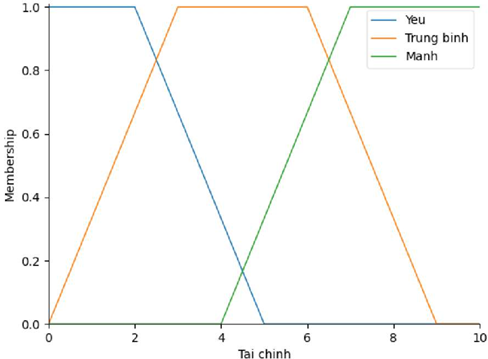 Yeu
Trung binh
Manh
1.0
0.8
0.6
0.4
0.2
0.0
Membership
0 2 4 6 8 10
Tai chinh